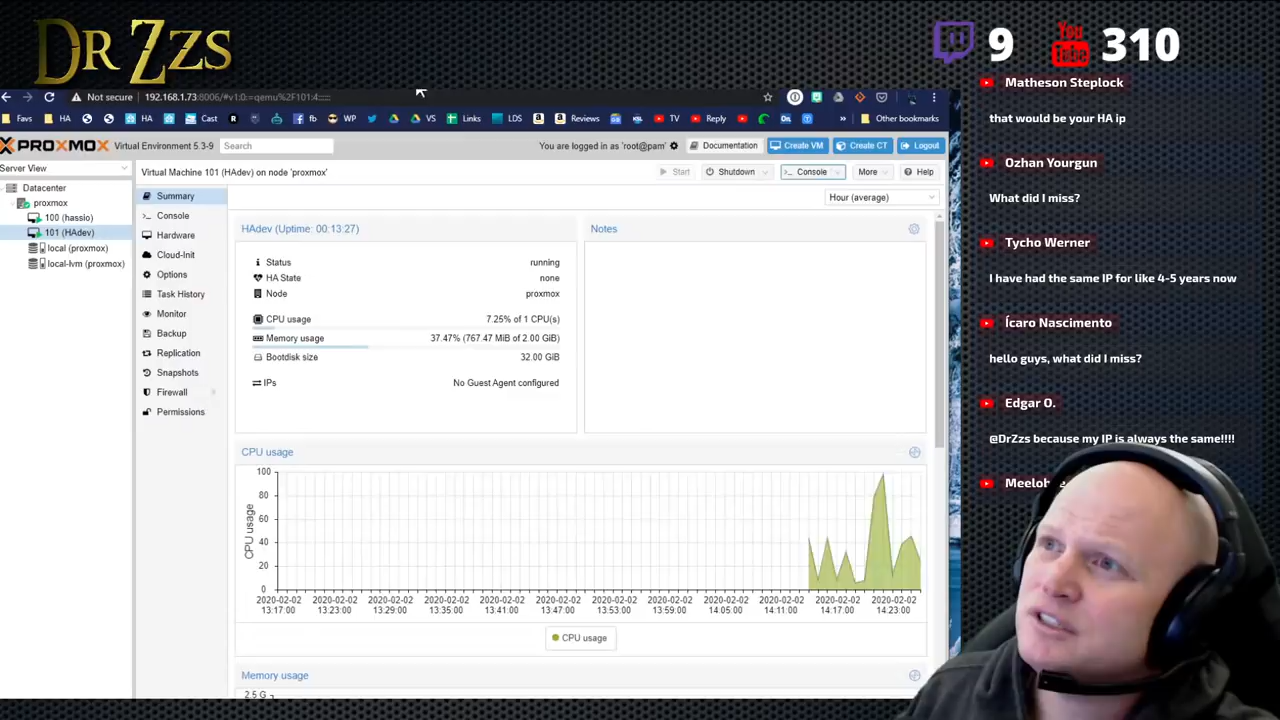 DR ZZS
9
You Tube
310
Not secure
192.168.1.73:8006/#v1:0:=qemu%2F101:4::::::
Favs
HA
HA
Cast
VS
fb
WP
Links
LDS
Reviews
TV
Reply
Other bookmarks
PROXMOX
Virtual Environment 5.3-9
Search
You are logged in as 'root@pam'
Documentation
Create VM
Create CT
Logout
Server View
Virtual Machine 101 (HAdev) on node 'proxmox'
Start
Shutdown
Console
More
Help
Datacenter
proxmox
100 (hassio)
101 (HAdev)
local (proxmox)
local-lvm (proxmox)
Summary
Console
Hardware
Cloud-Init
Options
Task History
Monitor
Backup
Replication
Snapshots
Firewall
Permissions
Hour (average)
HAdev (Uptime: 00:13:27)
Status
running
HA State
none
Node
proxmox
CPU usage
7.25% of 1 CPU(s)
Memory usage
37.47% (767.47 MiB of 2.00 GiB)
Bootdisk size
32.00 GiB
IPs
No Guest Agent configured
Notes
CPU usage
CPU usage
100
80
60
40
20
0
2020-02-02 2020-02-02 2020-02-02 2020-02-02 2020-02-02 2020-02-02 2020-02-02 2020-02-02 2020-02-02 2020-02-02 2020-02-02 2020-02-02
13:17:00 13:23:00 13:29:00 13:35:00 13:41:00 13:47:00 13:53:00 13:59:00 14:05:00 14:11:00 14:17:00 14:23:00
CPU usage
Memory usage
2.5 G
Matheson Steplock
that would be your HA ip
Ozhan Yourgun
What did I miss?
Tycho Werner
I have had the same IP for like 4-5 years now
Ícaro Nascimento
hello guys, what did I miss?
Edgar O.
@DrZzs because my IP is always the same!!!!